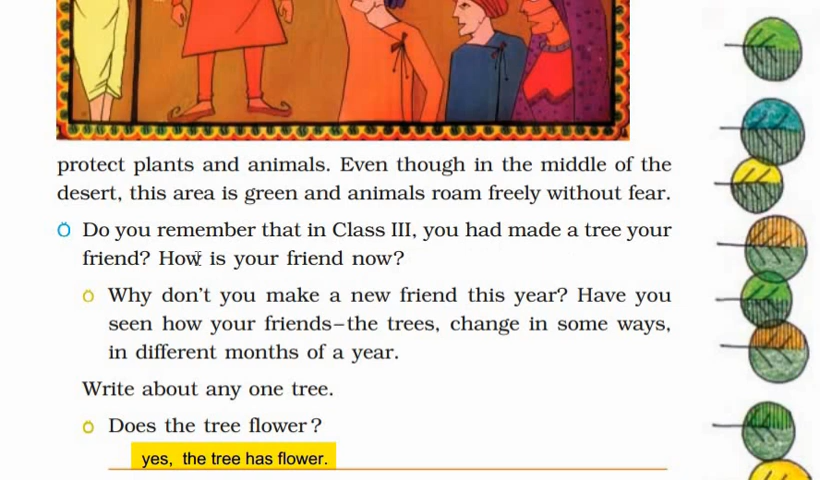 protect plants and animals. Even though in the middle of the
desert, this area is green and animals roam freely without fear.
Do you remember that in Class III, you had made a tree your
friend? How is your friend now?
Why don't you make a new friend this year? Have you
seen how your friends–the trees, change in some ways,
in different months of a year.
Write about any one tree.
Does the tree flower?
yes, the tree has flower.